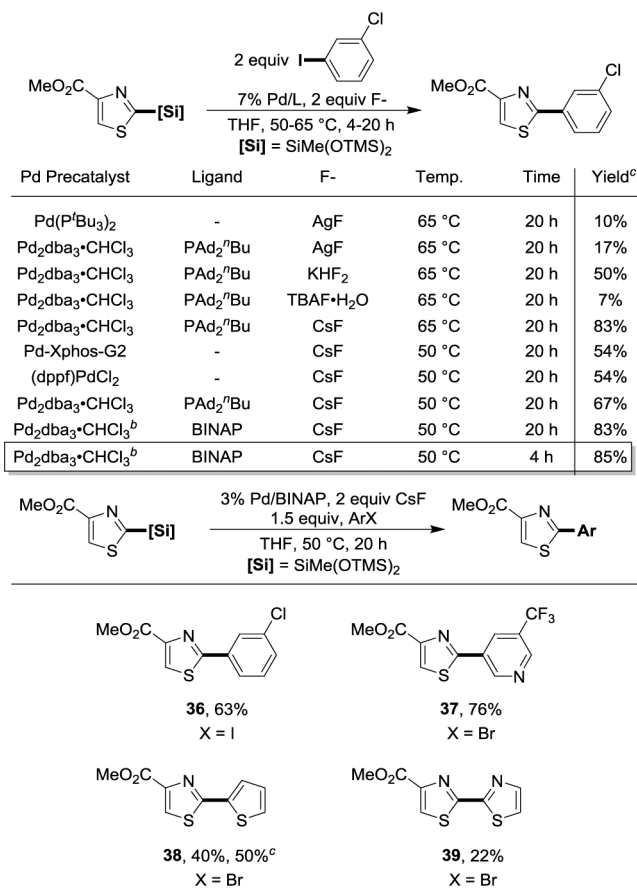 Cl
2 equiv I
MeO₂C N
S [Si]
7% Pd/L, 2 equiv F-
THF, 50-65 °C, 4-20 h
[Si] = SiMe(OTMS)₂
MeO₂C N Cl
S
Pd Precatalyst Ligand F- Temp. Time Yieldᶜ
Pd(PᵗBu₃)₂ - AgF 65 °C 20 h 10%
Pd₂dba₃•CHCl₃ PAd₂ⁿBu AgF 65 °C 20 h 17%
Pd₂dba₃•CHCl₃ PAd₂ⁿBu KHF₂ 65 °C 20 h 50%
Pd₂dba₃•CHCl₃ PAd₂ⁿBu TBAF•H₂O 65 °C 20 h 7%
Pd₂dba₃•CHCl₃ PAd₂ⁿBu CsF 65 °C 20 h 83%
Pd-Xphos-G2 - CsF 50 °C 20 h 54%
(dppf)PdCl₂ - CsF 50 °C 20 h 54%
Pd₂dba₃•CHCl₃ PAd₂ⁿBu CsF 50 °C 20 h 67%
Pd₂dba₃•CHCl₃ᵇ BINAP CsF 50 °C 20 h 83%
Pd₂dba₃•CHCl₃ᵇ BINAP CsF 50 °C 4 h 85%
MeO₂C N
S [Si]
3% Pd/BINAP, 2 equiv CsF
1.5 equiv, ArX
THF, 50 °C, 20 h
[Si] = SiMe(OTMS)₂
MeO₂C N
S Ar
MeO₂C N Cl
S
36, 63%
X = I
MeO₂C N CF₃
S N
37, 76%
X = Br
MeO₂C N
S S
38, 40%, 50%ᶜ
X = Br
MeO₂C N N
S S
39, 22%
X = Br